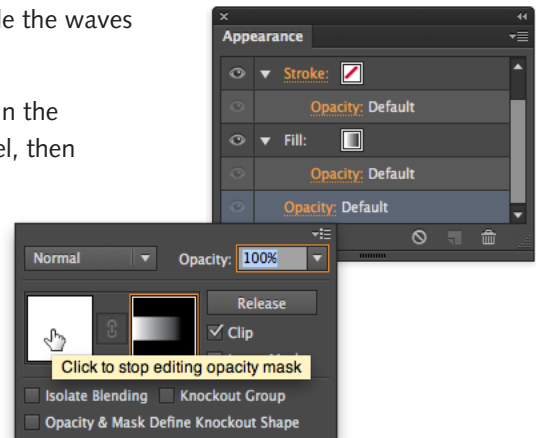 le the waves
n the
el, then
Appearance
Stroke:
Opacity: Default
Fill:
Opacity: Default
Opacity: Default
Normal
Opacity: 100%
Release
Clip
Click to stop editing opacity mask
Isolate Blending
Knockout Group
Opacity & Mask Define Knockout Shape